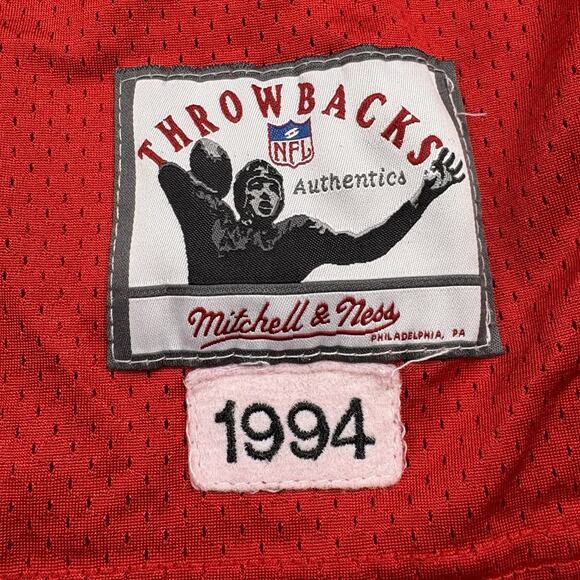 THROWBACKS
NFL
Authentics
Mitchell & Ness
PHILADELPHIA, PA
1994